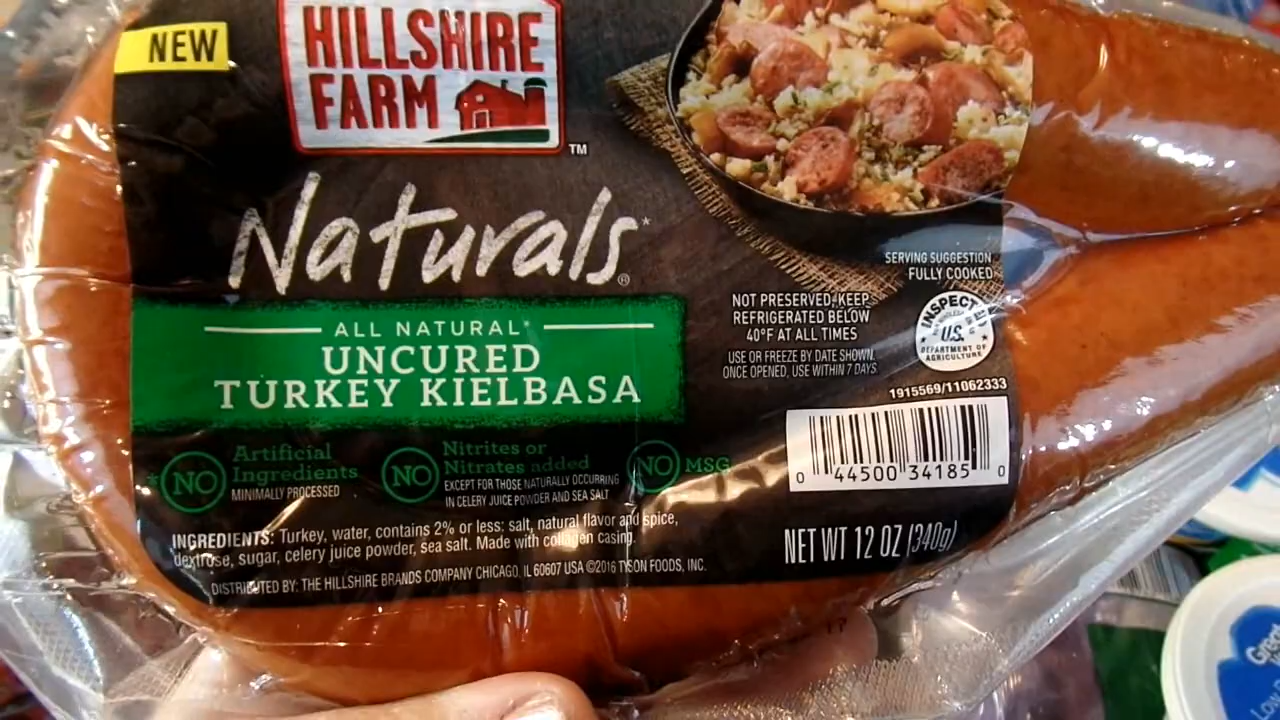 NEW
HILLSHIRE
FARM
™
Naturals*
®
ALL NATURAL*
UNCURED
TURKEY KIELBASA
SERVING SUGGESTION
FULLY COOKED
NOT PRESERVED, KEEP
REFRIGERATED BELOW
40°F AT ALL TIMES
USE OR FREEZE BY DATE SHOWN.
ONCE OPENED, USE WITHIN 7 DAYS.
INSPECTED
U.S.
DEPARTMENT OF
AGRICULTURE
1915569/11062333
0 44500 34185 0
* NO Artificial
Ingredients
MINIMALLY PROCESSED
NO Nitrites or
Nitrates added
EXCEPT FOR THOSE NATURALLY OCCURRING
IN CELERY JUICE POWDER AND SEA SALT
NO MSG
INGREDIENTS: Turkey, water, contains 2% or less: salt, natural flavor and spice,
dextrose, sugar, celery juice powder, sea salt. Made with collagen casing.
DISTRIBUTED BY: THE HILLSHIRE BRANDS COMPANY CHICAGO, IL 60607 USA ©2016 TYSON FOODS, INC.
NET WT 12 OZ (340g)